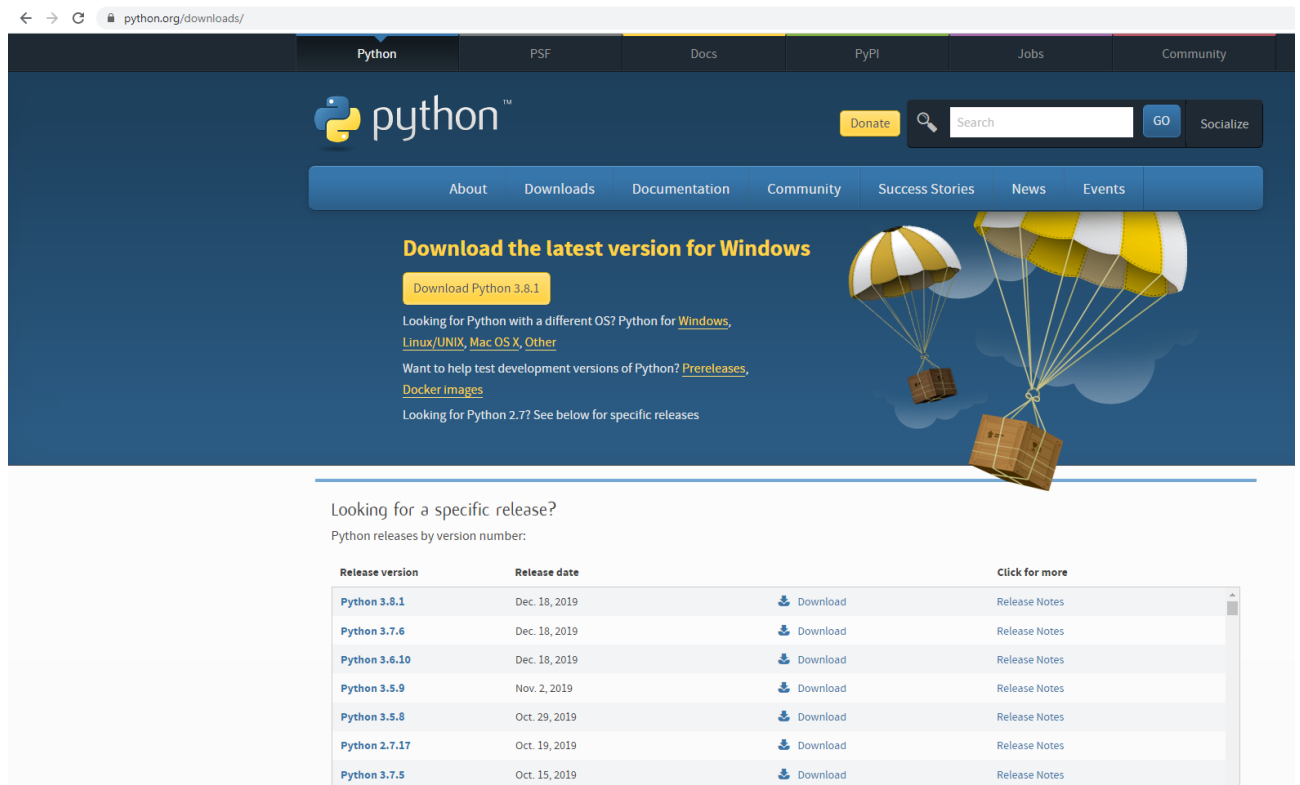 python.org/downloads/
Python PSF Docs PyPI Jobs Community
python™
Donate Search GO Socialize
About Downloads Documentation Community Success Stories News Events
Download the latest version for Windows
Download Python 3.8.1
Looking for Python with a different OS? Python for Windows,
Linux/UNIX, Mac OS X, Other
Want to help test development versions of Python? Prereleases,
Docker images
Looking for Python 2.7? See below for specific releases
Looking for a specific release?
Python releases by version number:
Release version Release date Click for more
Python 3.8.1 Dec. 18, 2019 Download Release Notes
Python 3.7.6 Dec. 18, 2019 Download Release Notes
Python 3.6.10 Dec. 18, 2019 Download Release Notes
Python 3.5.9 Nov. 2, 2019 Download Release Notes
Python 3.5.8 Oct. 29, 2019 Download Release Notes
Python 2.7.17 Oct. 19, 2019 Download Release Notes
Python 3.7.5 Oct. 15, 2019 Download Release Notes